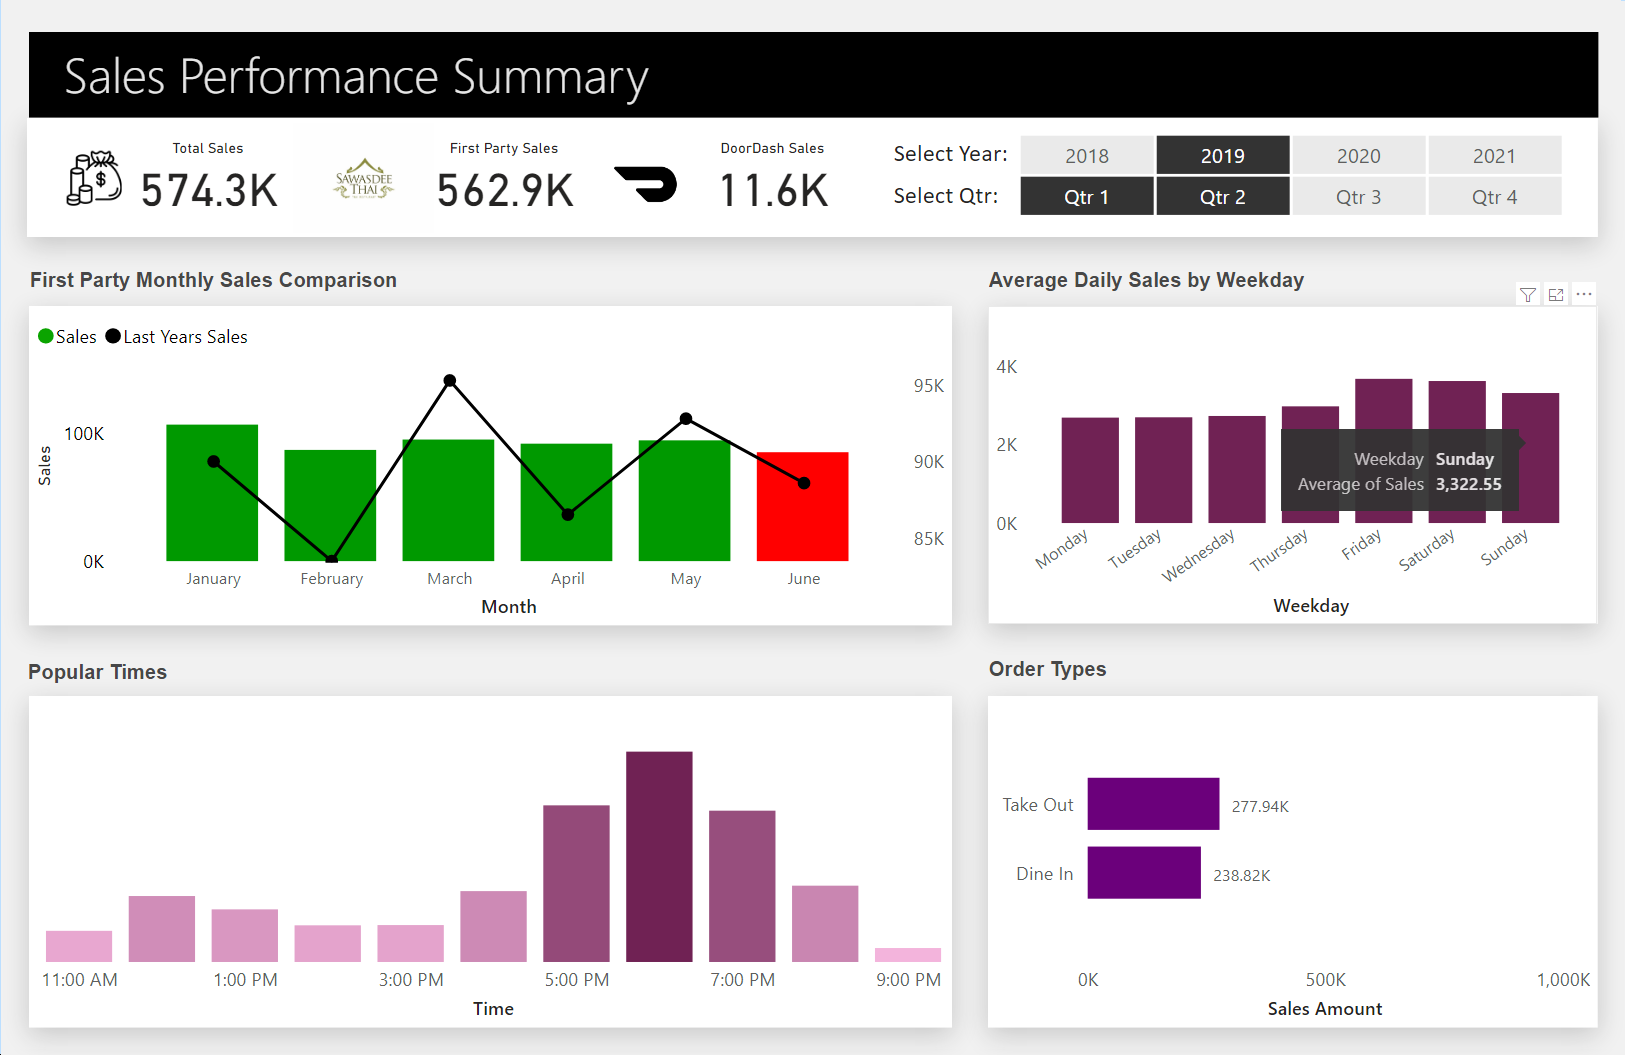 Sales Performance Summary
Total Sales
574.3K
SAWASDEE
THAI
First Party Sales
562.9K
DoorDash Sales
11.6K
Select Year:
2018
2019
2020
2021
Select Qtr:
Qtr 1
Qtr 2
Qtr 3
Qtr 4
First Party Monthly Sales Comparison
Sales
Last Years Sales
Sales
100K
0K
95K
90K
85K
January
February
March
April
May
June
Month
Average Daily Sales by Weekday
4K
2K
0K
Weekday Sunday
Average of Sales 3,322.55
Monday
Tuesday
Wednesday
Thursday
Friday
Saturday
Sunday
Weekday
Popular Times
11:00 AM
1:00 PM
3:00 PM
5:00 PM
7:00 PM
9:00 PM
Time
Order Types
Take Out
277.94K
Dine In
238.82K
0K
500K
1,000K
Sales Amount